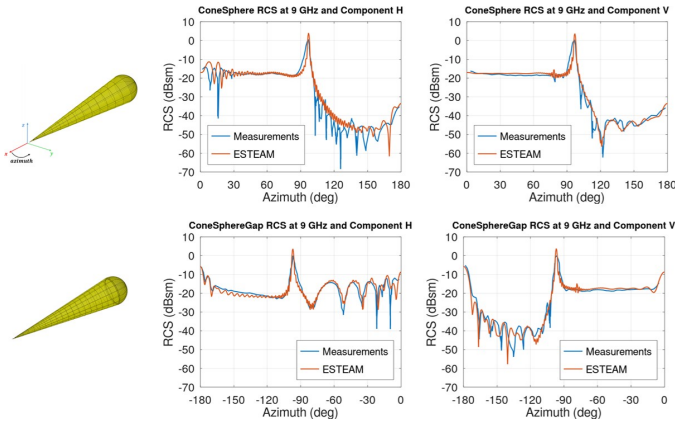 ConeSphere RCS at 9 GHz and Component H
ConeSphere RCS at 9 GHz and Component V
10
0
-10
-20
-30
-40
-50
-60
-70
RCS (dBsm)
Measurements
ESTEAM
0 30 60 90 120 150 180
Azimuth (deg)
10
0
-10
-20
-30
-40
-50
-60
-70
RCS (dBsm)
Measurements
ESTEAM
0 30 60 90 120 150 180
Azimuth (deg)
z
x
y
azimuth
ConeSphereGap RCS at 9 GHz and Component H
ConeSphereGap RCS at 9 GHz and Component V
10
0
-10
-20
-30
-40
-50
-60
-70
RCS (dBsm)
Measurements
ESTEAM
-180 -150 -120 -90 -60 -30 0
Azimuth (deg)
10
0
-10
-20
-30
-40
-50
-60
-70
RCS (dBsm)
Measurements
ESTEAM
-180 -150 -120 -90 -60 -30 0
Azimuth (deg)